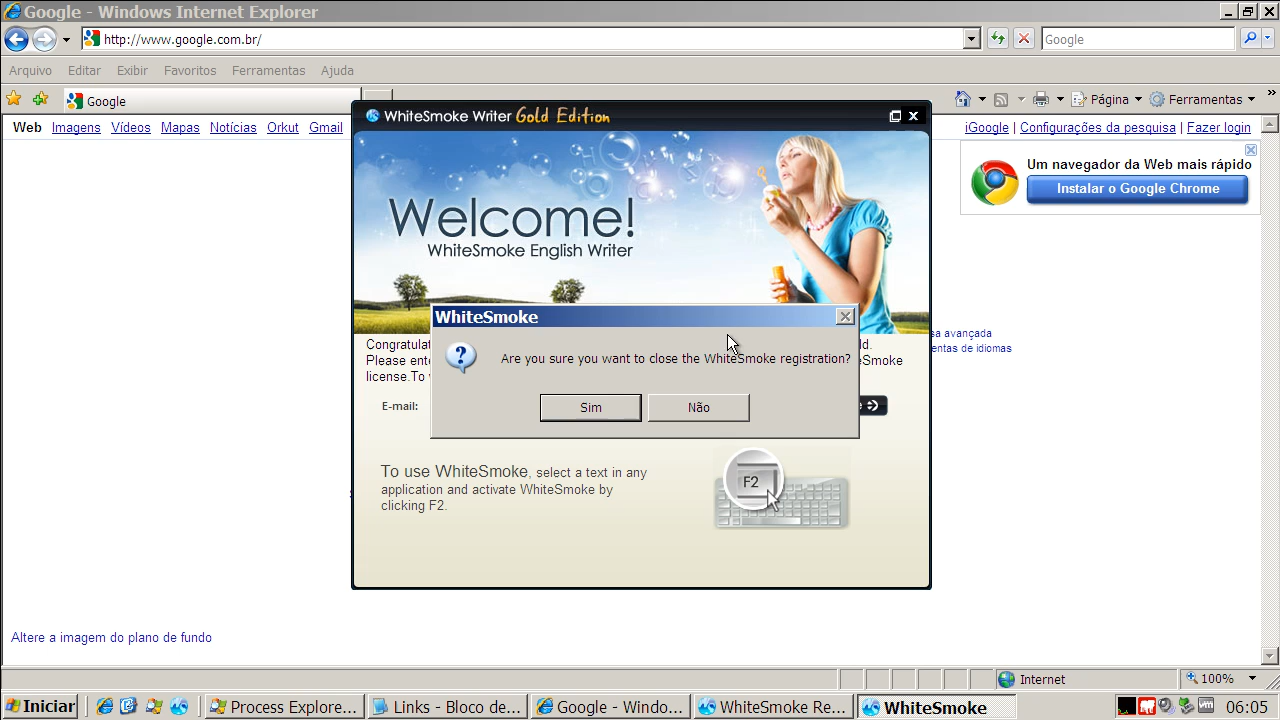 Google - Windows Internet Explorer
http://www.google.com.br/
Google
Arquivo Editar Exibir Favoritos Ferramentas Ajuda
Google
Página Ferramentas
Web Imagens Vídeos Mapas Notícias Orkut Gmail
iGoogle | Configurações da pesquisa | Fazer login
Um navegador da Web mais rápido
Instalar o Google Chrome
WhiteSmoke Writer Gold Edition
Welcome!
WhiteSmoke English Writer
WhiteSmoke
Are you sure you want to close the WhiteSmoke registration?
Sim Não
Please
license.To
E-mail:
avançada
de idiomas
To use WhiteSmoke, select a text in any
application and activate WhiteSmoke by
clicking F2.
F2
Altere a imagem do plano de fundo
Internet 100%
Iniciar Process Explore... Links - Bloco de... Google - Windo... WhiteSmoke Re... WhiteSmoke 06:05